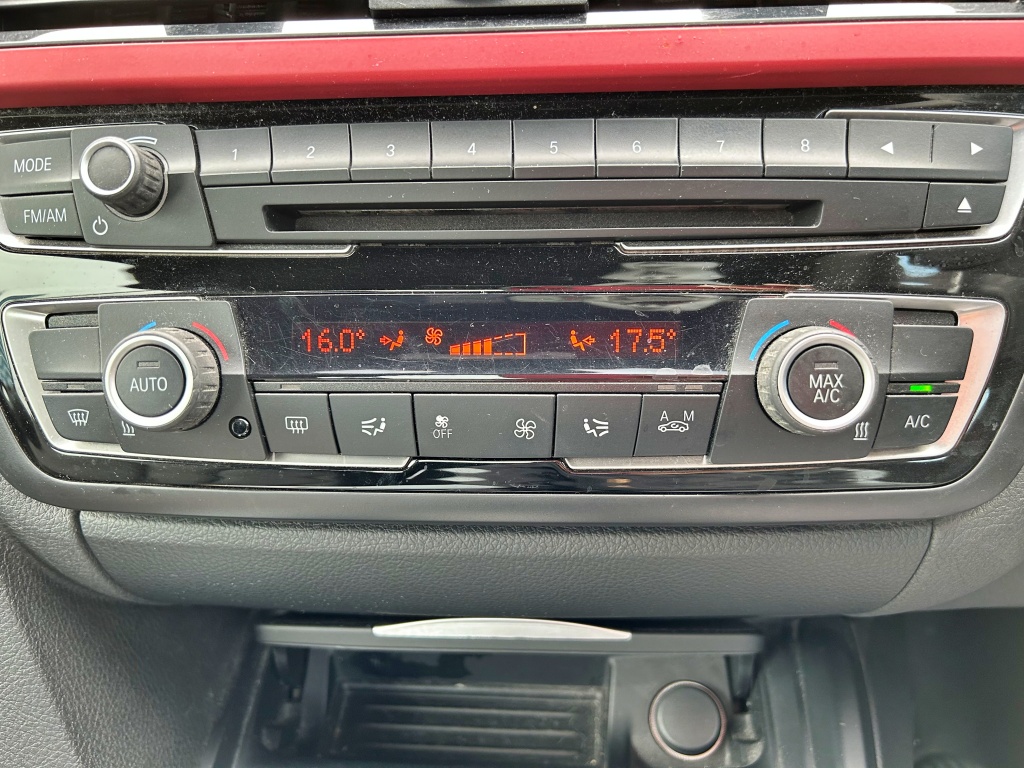 MODE
1 2 3 4 5 6 7 8
FM/AM
16.0° 17.5°
AUTO
MAX
A/C
A M
OFF
A/C